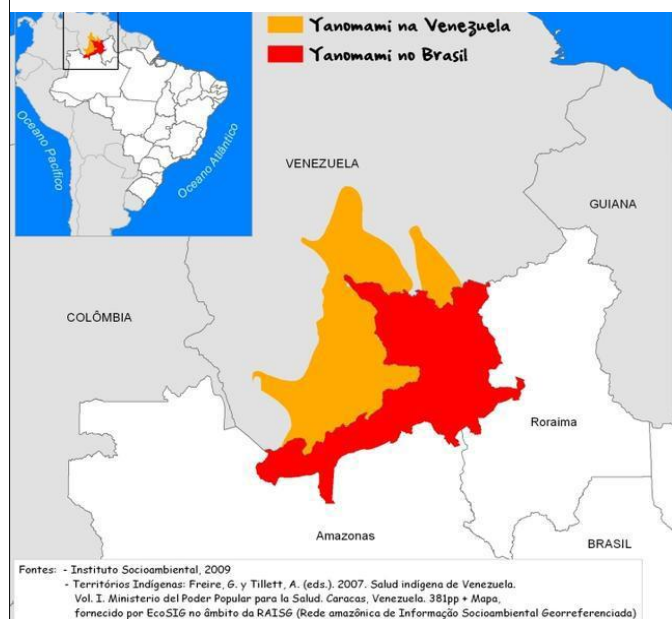 Yanomami na Venezuela
Yanomami no Brasil
Oceano Pacífico
Oceano Atlântico
VENEZUELA
GUIANA
COLÔMBIA
Roraima
Amazonas
BRASIL
Fontes: - Instituto Socioambiental, 2009
- Territórios Indígenas: Freire, G. y Tillett, A. (eds.). 2007. Salud indígena de Venezuela.
Vol. I. Ministerio del Poder Popular para la Salud. Caracas, Venezuela. 381pp + Mapa,
fornecido por EcoSIG no âmbito da RAISG (Rede amazônica de Informação Socioambiental Georreferenciada)